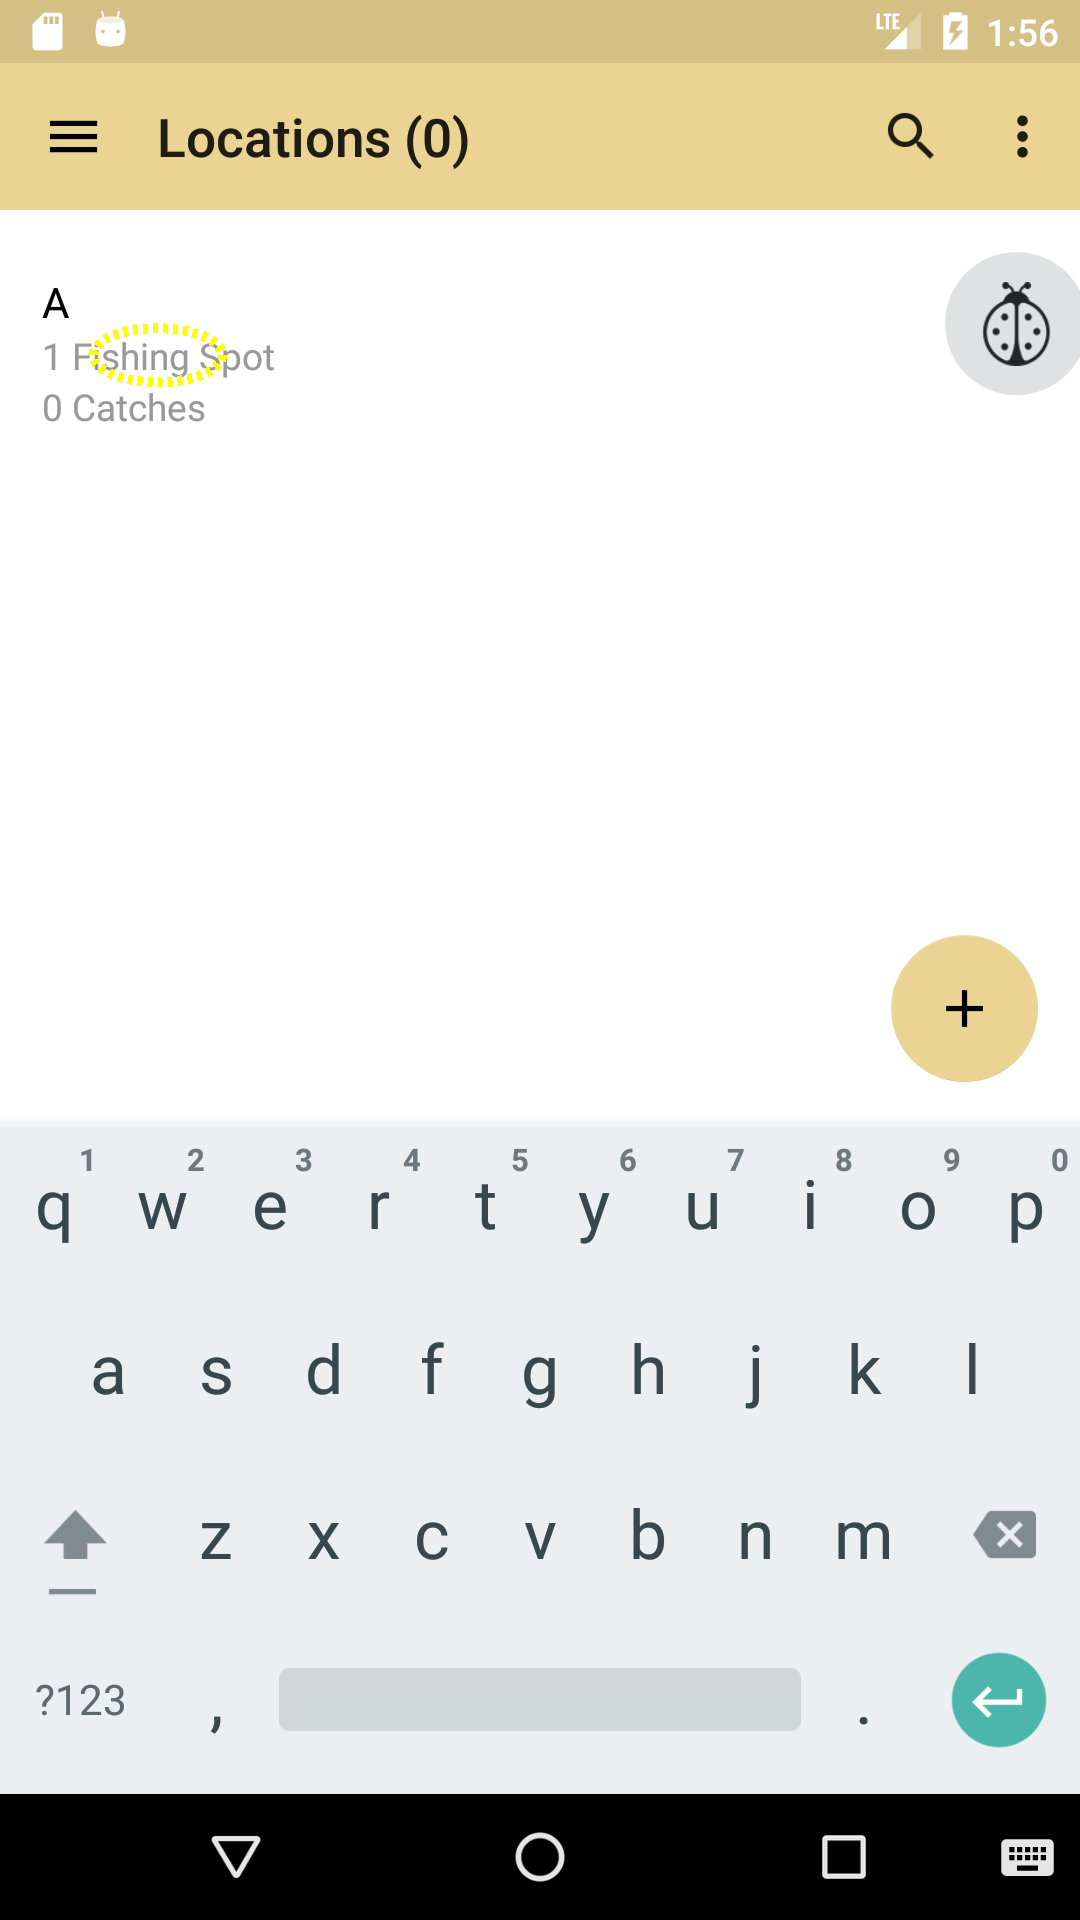 LTE 1:56
Locations (0)
A
1 Fishing Spot
0 Catches
1 2 3 4 5 6 7 8 9 0
q w e r t y u i o p
a s d f g h j k l
z x c v b n m
?123 , .